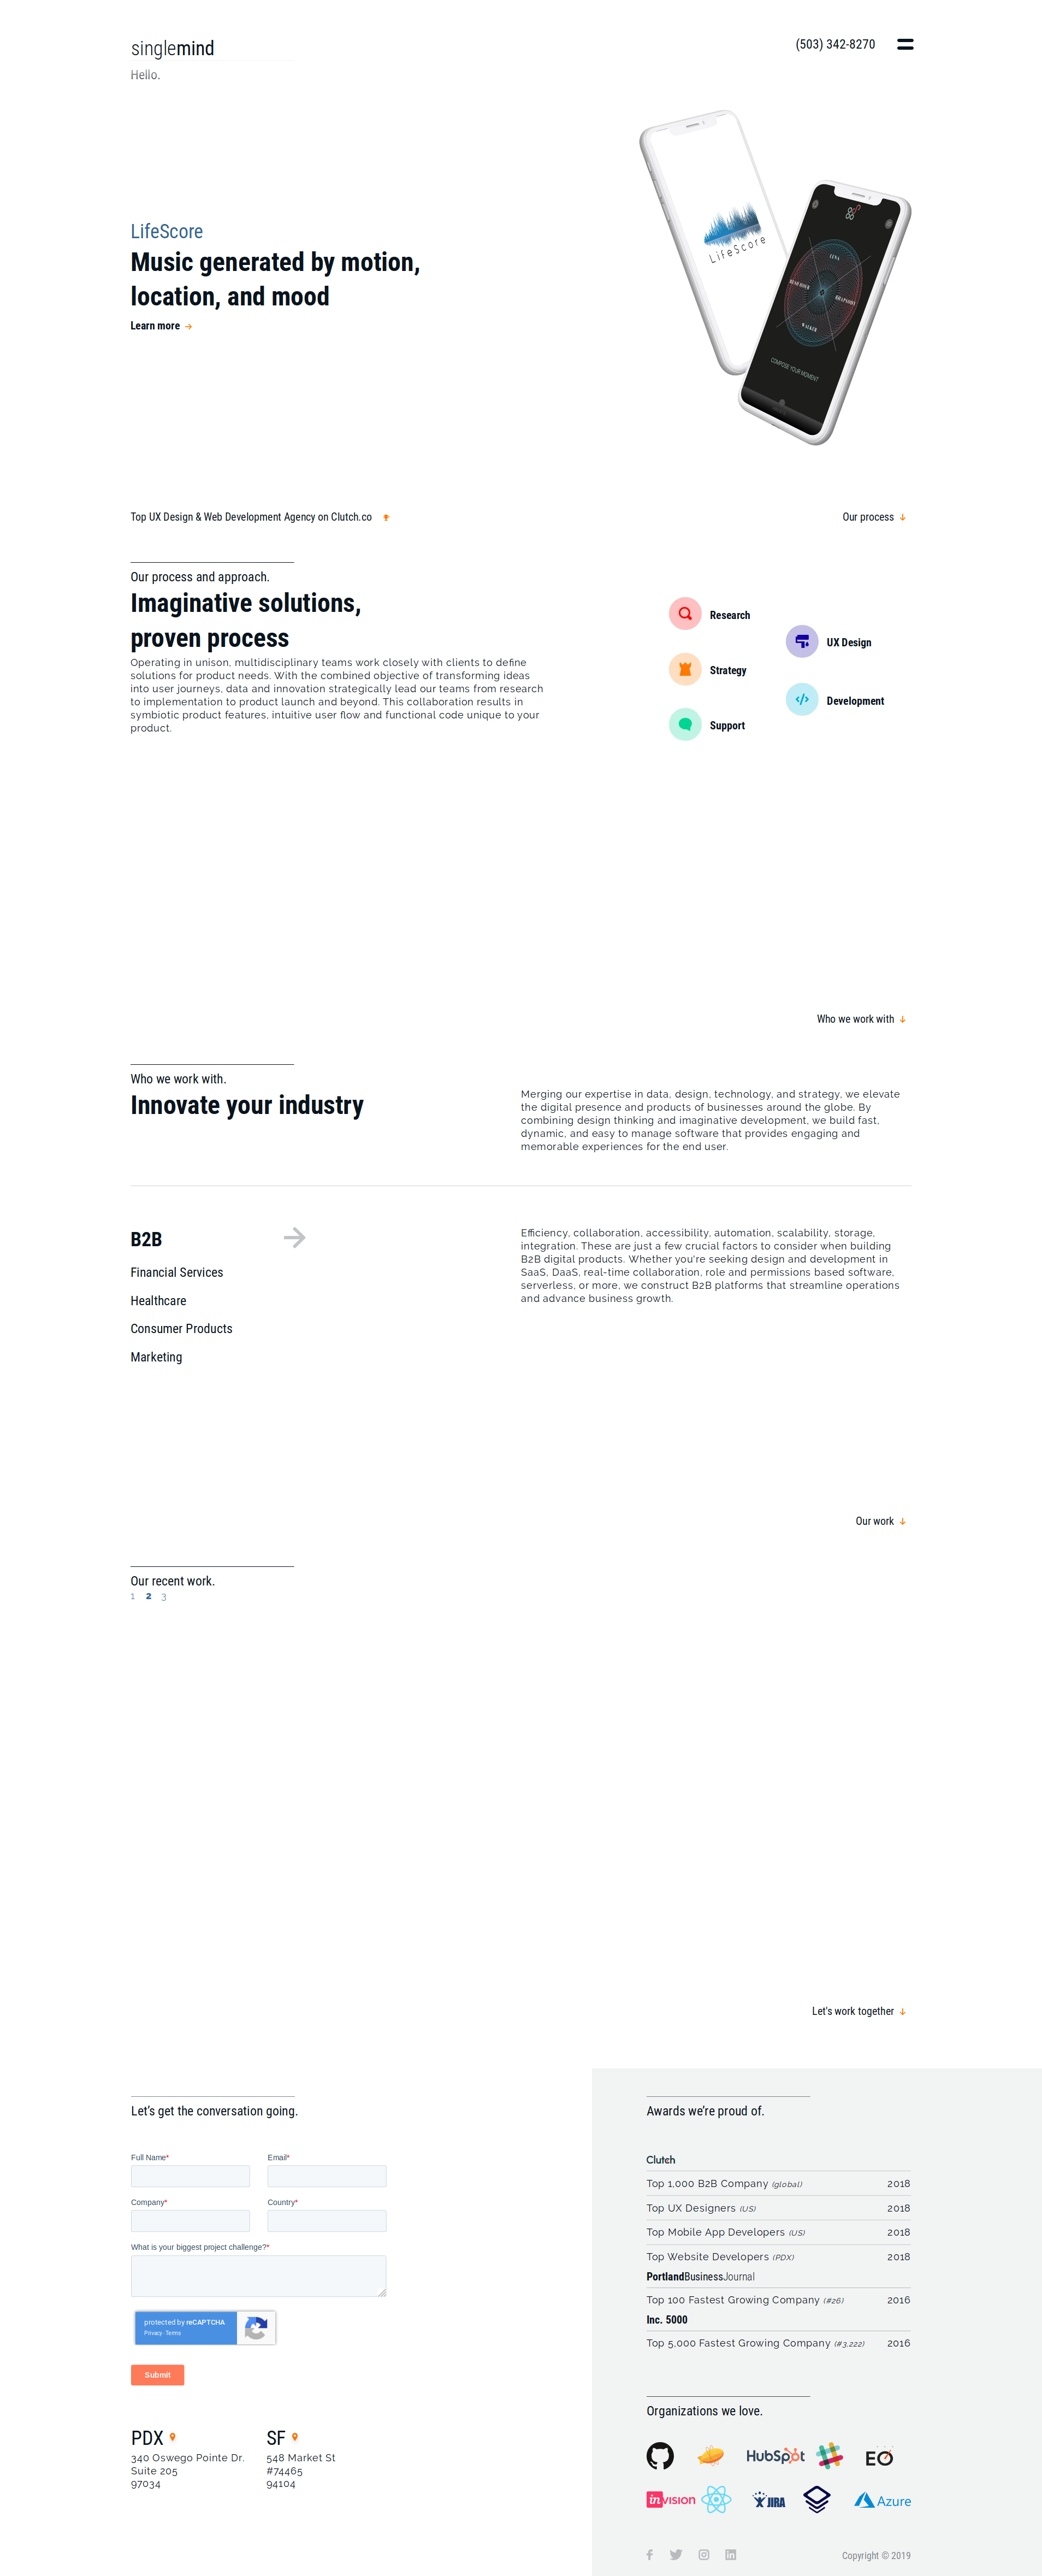 singlemind
(503) 342-8270
Hello.
LifeScore
Music generated by motion,
location, and mood
Learn more
LifeScore
LUNA
RHAPSODY
WALKER
COMPOSE YOUR MOMENT
Top UX Design & Web Development Agency on Clutch.co
Our process
Our process and approach.
Imaginative solutions,
proven process
Operating in unison, multidisciplinary teams work closely with clients to define
solutions for product needs. With the combined objective of transforming ideas
into user journeys, data and innovation strategically lead our teams from research
to implementation to product launch and beyond. This collaboration results in
symbiotic product features, intuitive user flow and functional code unique to your
product.
Research
UX Design
Strategy
Development
Support
Who we work with
Who we work with.
Innovate your industry
Merging our expertise in data, design, technology, and strategy, we elevate
the digital presence and products of businesses around the globe. By
combining design thinking and imaginative development, we build fast,
dynamic, and easy to manage software that provides engaging and
memorable experiences for the end user.
B2B
Financial Services
Healthcare
Consumer Products
Marketing
Efficiency, collaboration, accessibility, automation, scalability, storage,
integration. These are just a few crucial factors to consider when building
B2B digital products. Whether you're seeking design and development in
SaaS, DaaS, real-time collaboration, role and permissions based software,
serverless, or more, we construct B2B platforms that streamline operations
and advance business growth.
Our work
Our recent work.
1 2 3
Let's work together
Let's get the conversation going.
Full Name*
Email*
Company*
Country*
What is your biggest project challenge?*
protected by reCAPTCHA
Privacy - Terms
Submit
PDX
340 Oswego Pointe Dr.
Suite 205
97034
SF
548 Market St
#74465
94104
Awards we're proud of.
Clutch
Top 1,000 B2B Company (global) 2018
Top UX Designers (US) 2018
Top Mobile App Developers (US) 2018
Top Website Developers (PDX) 2018
PortlandBusinessJournal
Top 100 Fastest Growing Company (#26) 2016
Inc. 5000
Top 5,000 Fastest Growing Company (#3,222) 2016
Organizations we love.
HubSpot
EO
inVISION
JIRA
Azure
Copyright © 2019